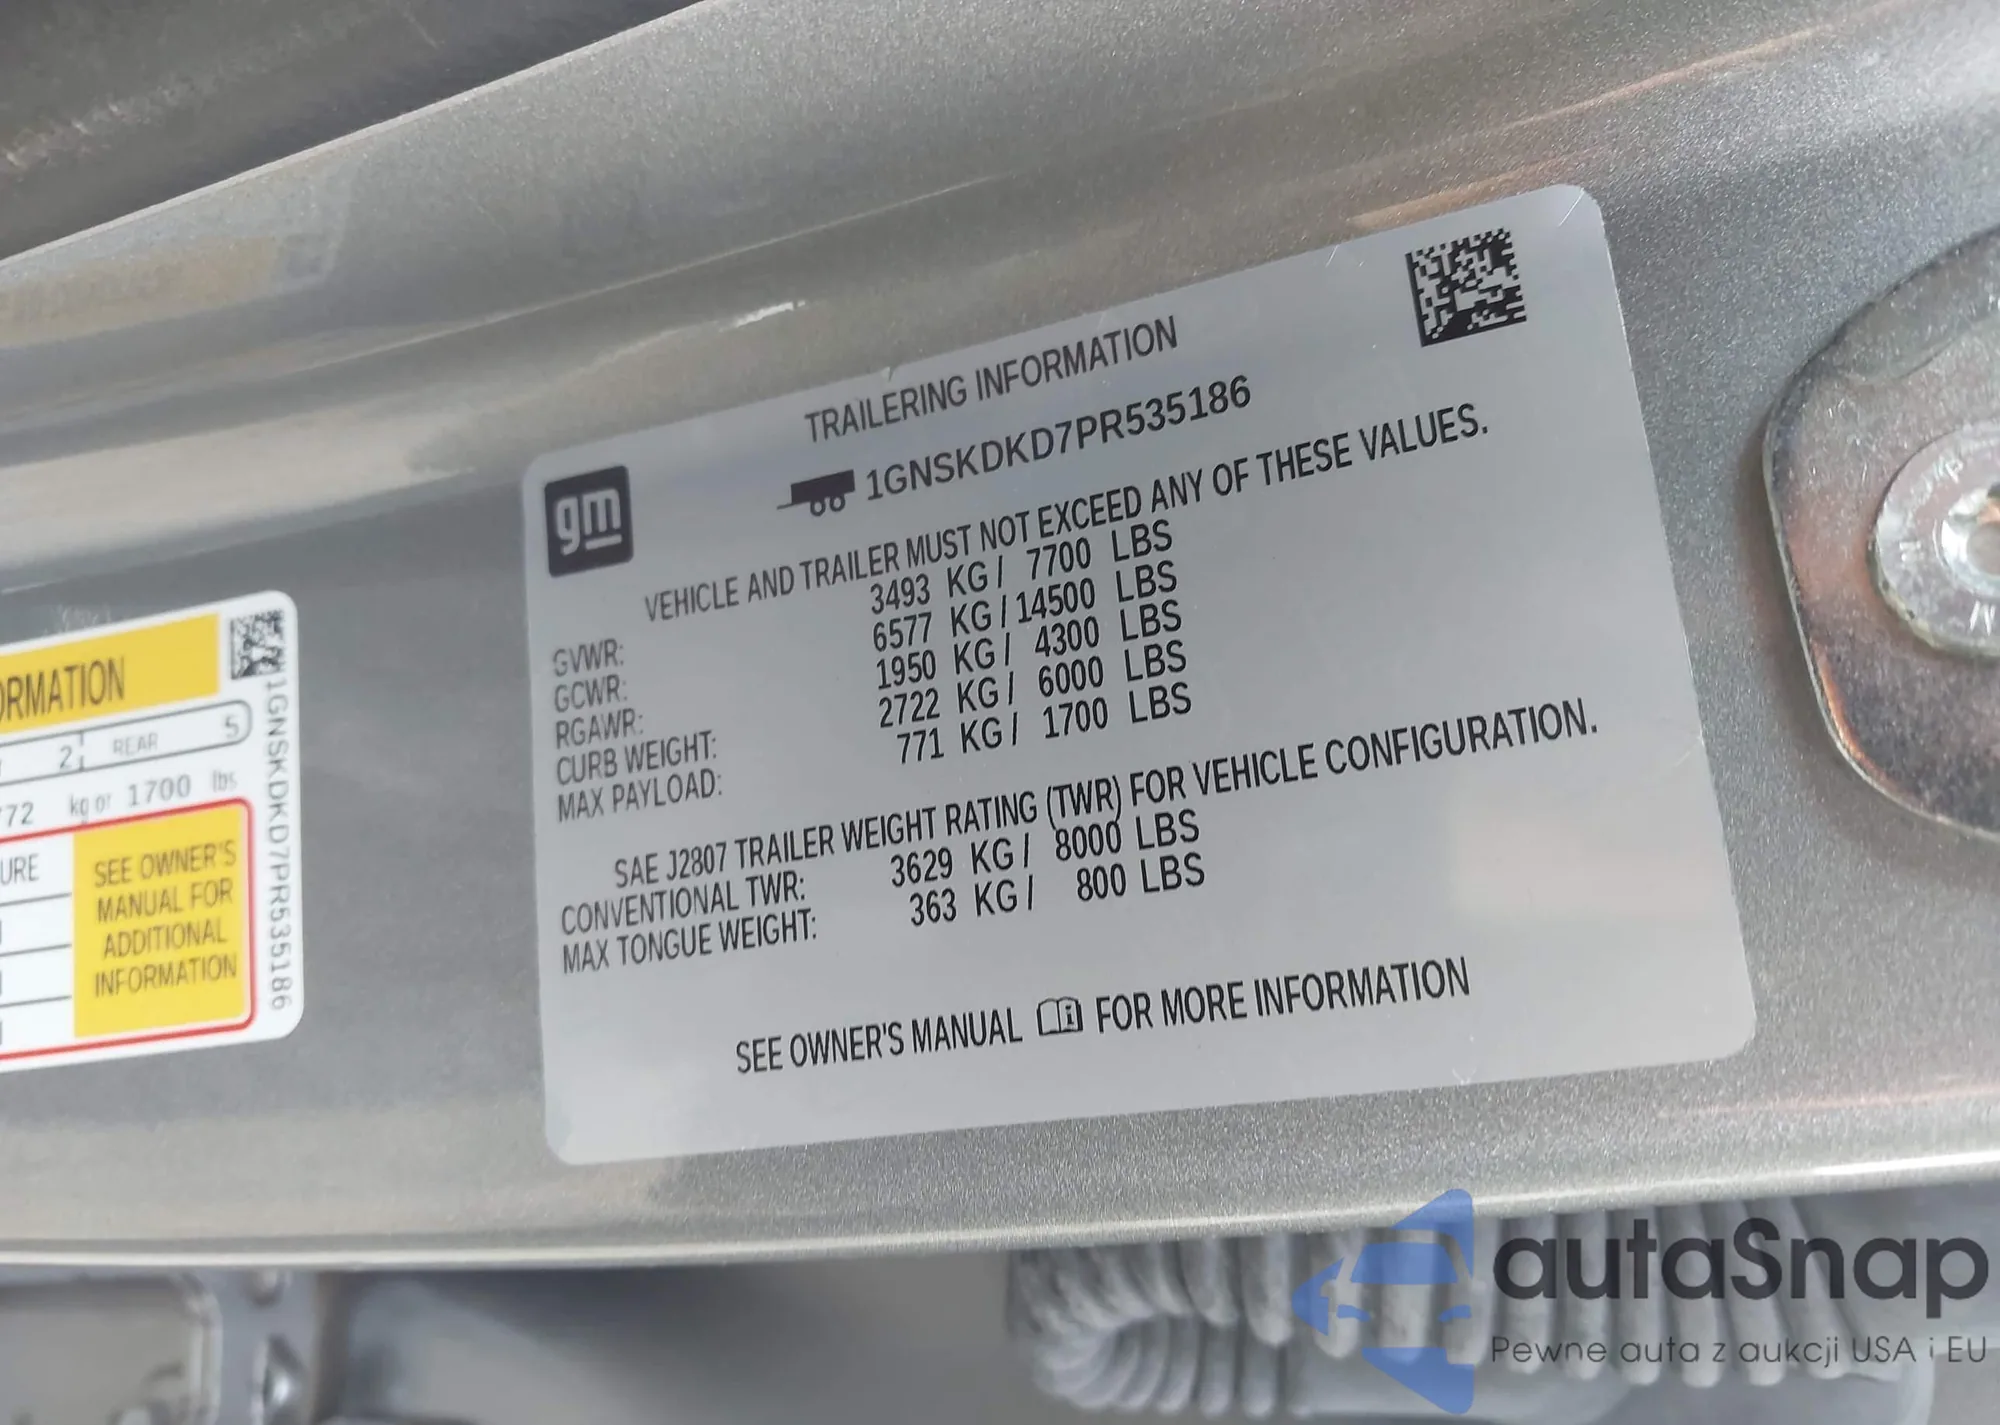 TRAILERING INFORMATION
1GNSKDKD7PR535186
gm
VEHICLE AND TRAILER MUST NOT EXCEED ANY OF THESE VALUES.
GVWR: 3493 KG/ 7700 LBS
GCWR: 6577 KG/14500 LBS
RGAWR: 1950 KG/ 4300 LBS
CURB WEIGHT: 2722 KG/ 6000 LBS
MAX PAYLOAD: 771 KG/ 1700 LBS
SAE J2807 TRAILER WEIGHT RATING (TWR) FOR VEHICLE CONFIGURATION.
CONVENTIONAL TWR: 3629 KG/ 8000 LBS
MAX TONGUE WEIGHT: 363 KG/ 800 LBS
SEE OWNER'S MANUAL FOR MORE INFORMATION
ORMATION
2 REAR 5
772 kg or 1700 lbs
URE
SEE OWNER'S
MANUAL FOR
ADDITIONAL
INFORMATION
1GNSKDKD7PR535186
autaSnap
Pewne auta z aukcji USA i EU